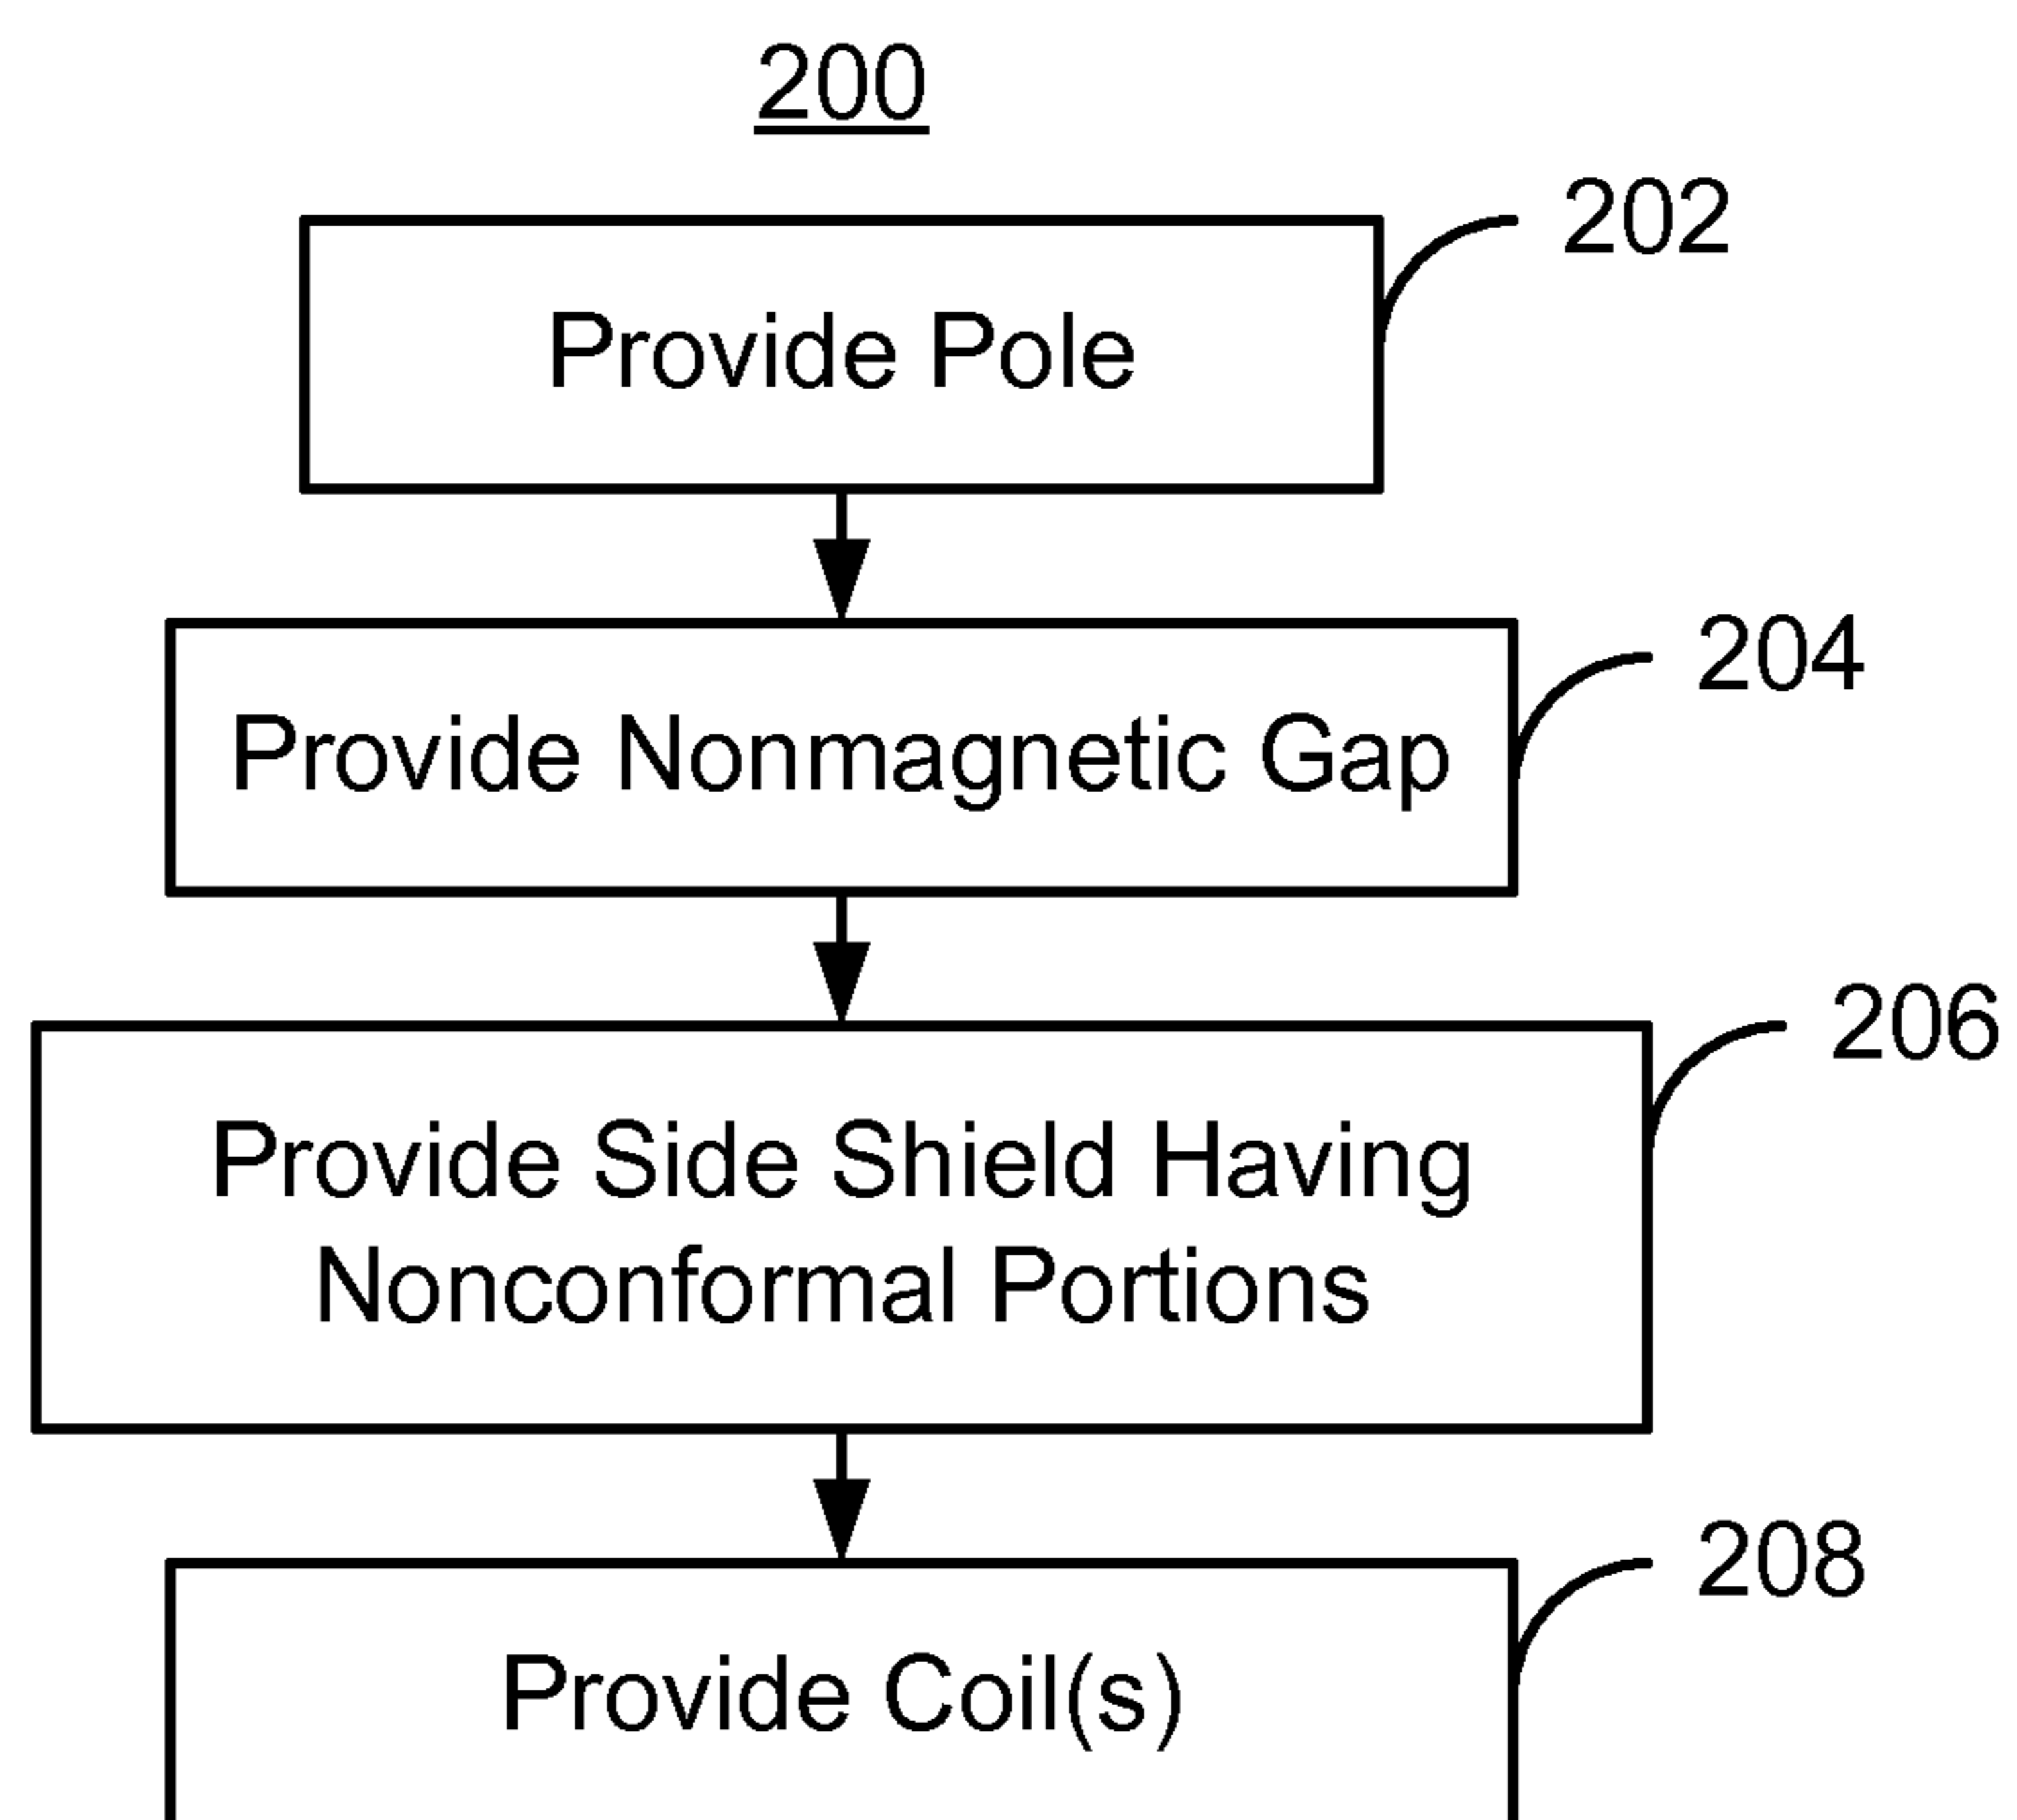 200
202
Provide Pole
204
Provide Nonmagnetic Gap
206
Provide Side Shield Having
Nonconformal Portions
208
Provide Coil(s)